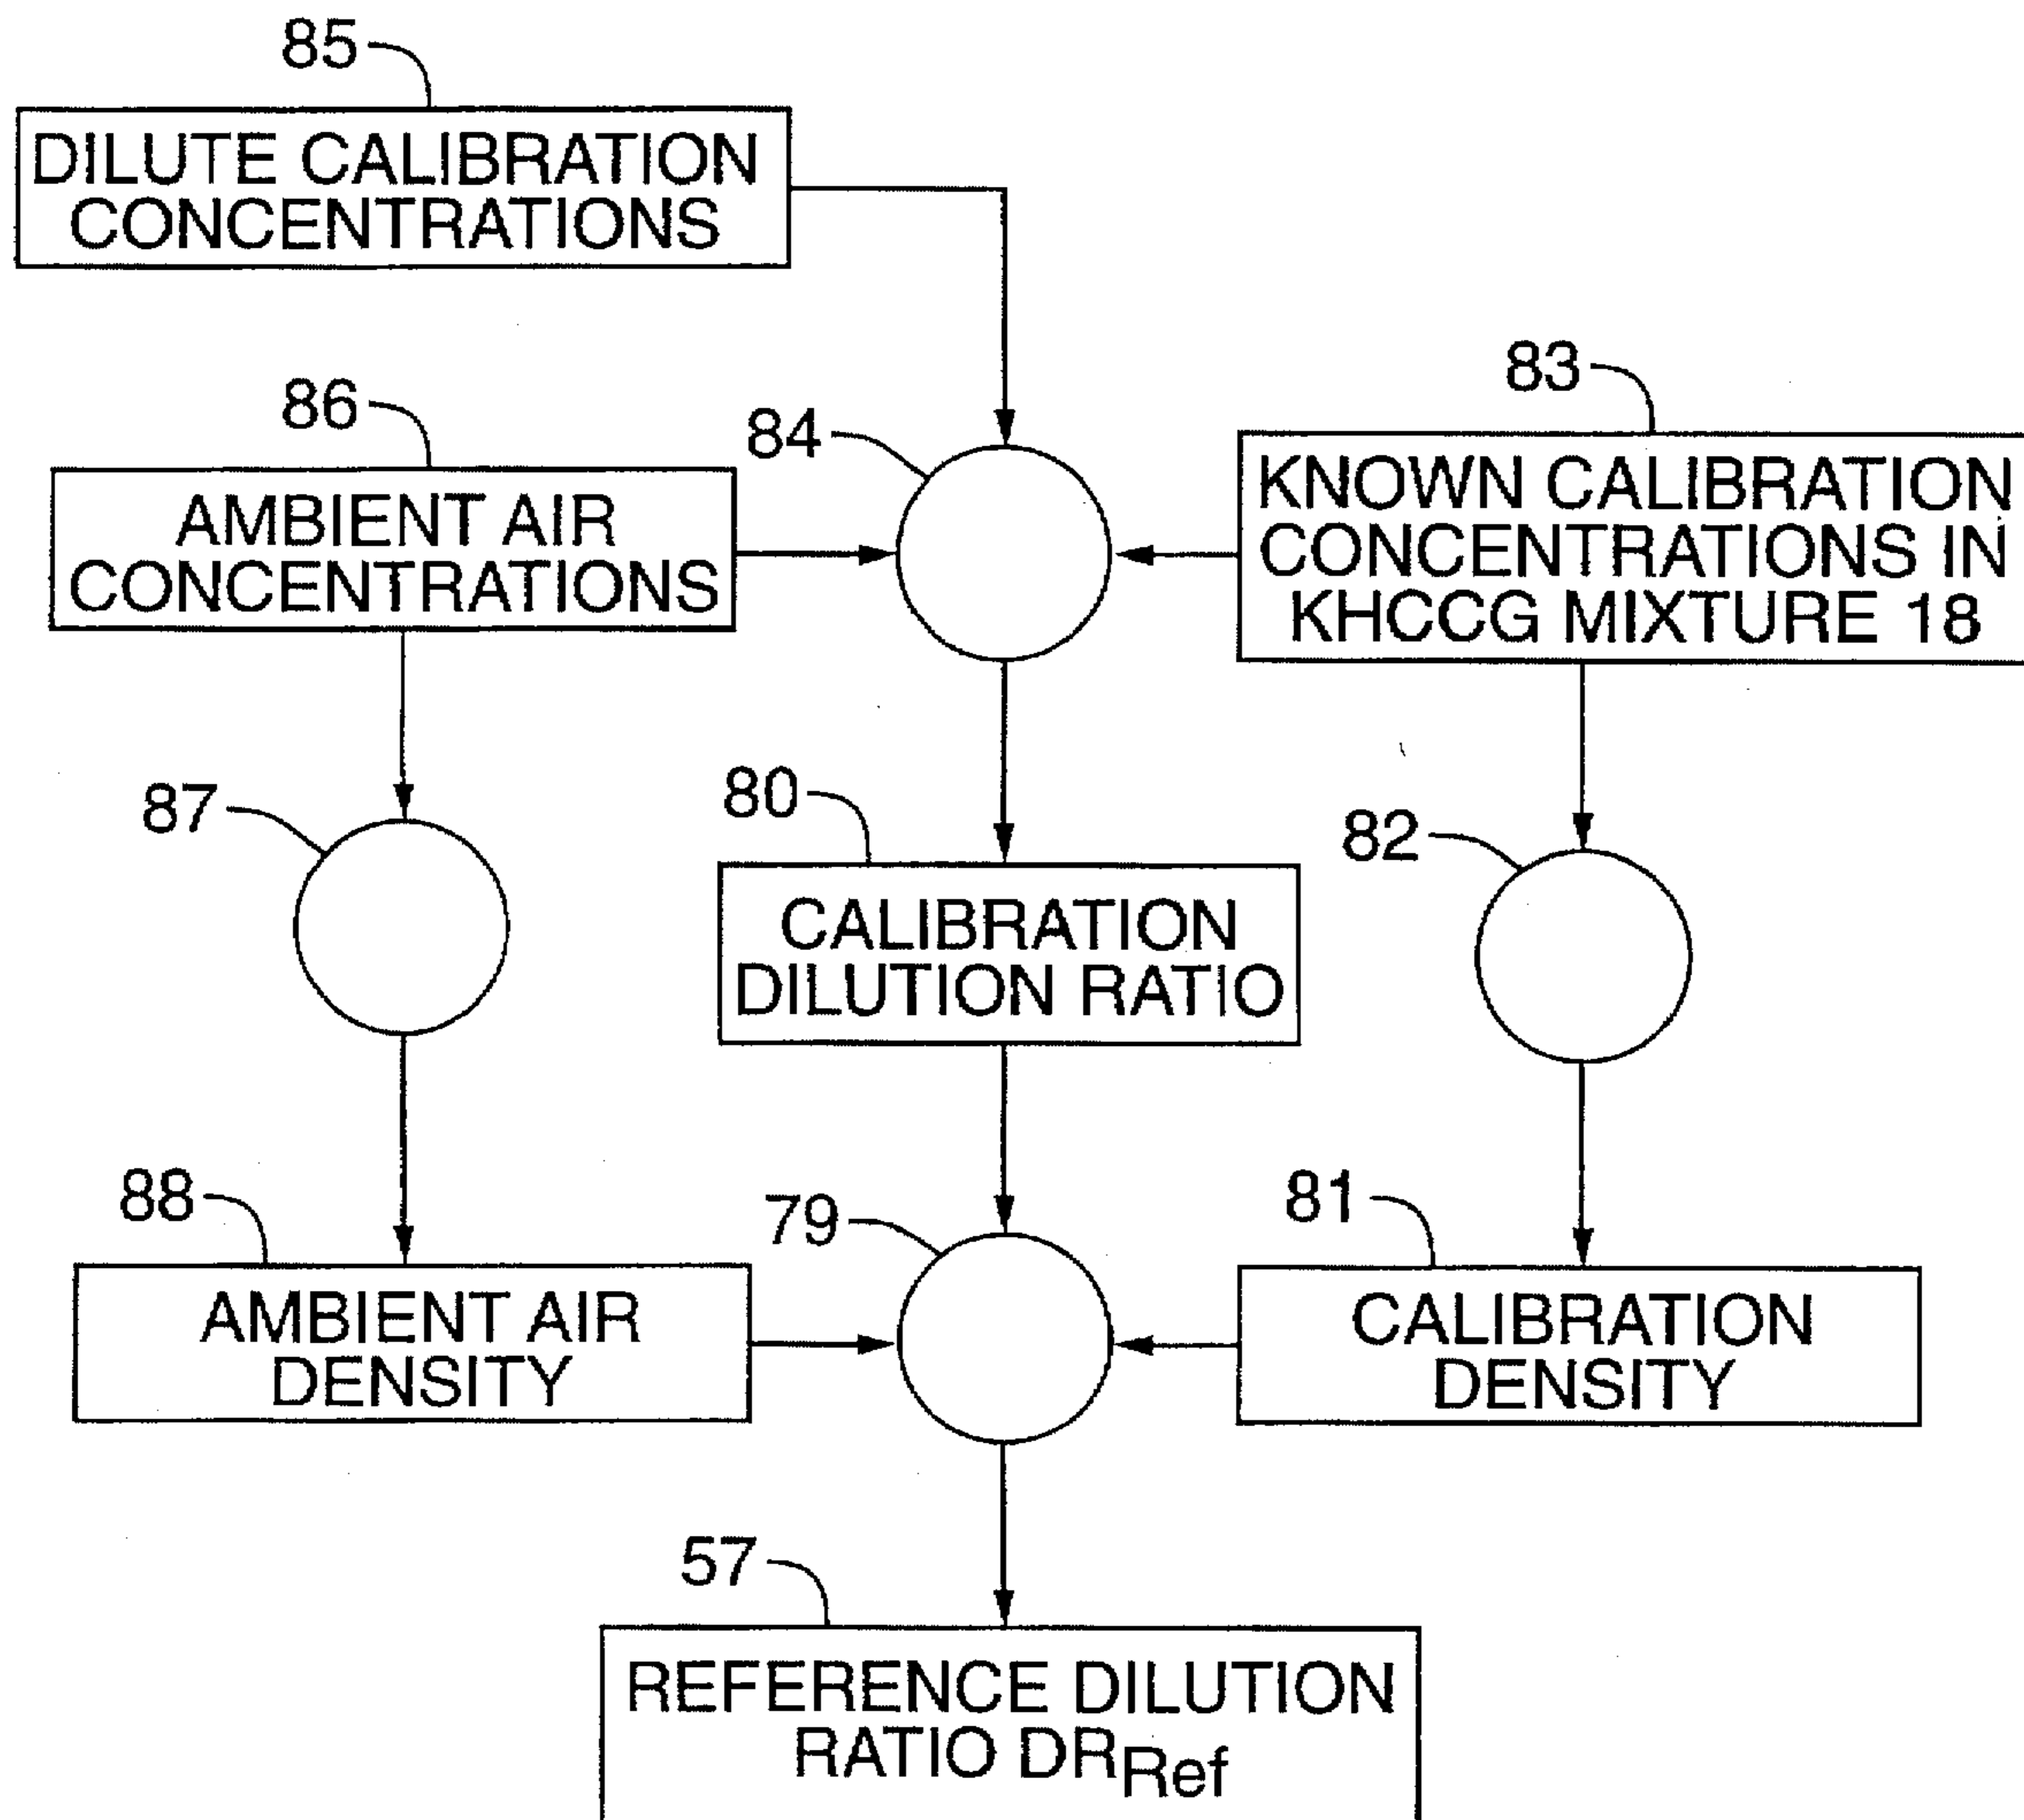 85
DILUTE CALIBRATION
CONCENTRATIONS
86
AMBIENT AIR
CONCENTRATIONS
84
83
KNOWN CALIBRATION
CONCENTRATIONS IN
KHCCG MIXTURE 18
87
80
CALIBRATION
DILUTION RATIO
82
88
AMBIENT AIR
DENSITY
79
81
CALIBRATION
DENSITY
57
REFERENCE DILUTION
RATIO DRRef